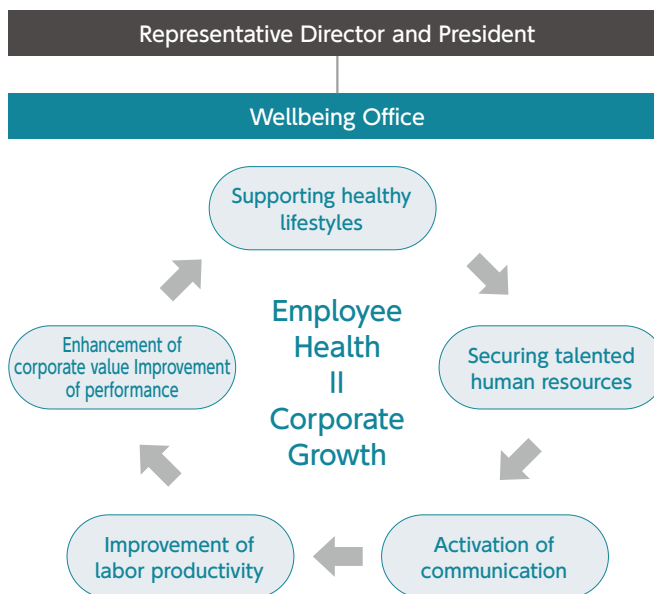 Representative Director and President
Wellbeing Office
Supporting healthy
lifestyles
Employee
Health
||
Corporate
Growth
Enhancement of
corporate value Improvement
of performance
Securing talented
human resources
Improvement of
labor productivity
Activation of
communication